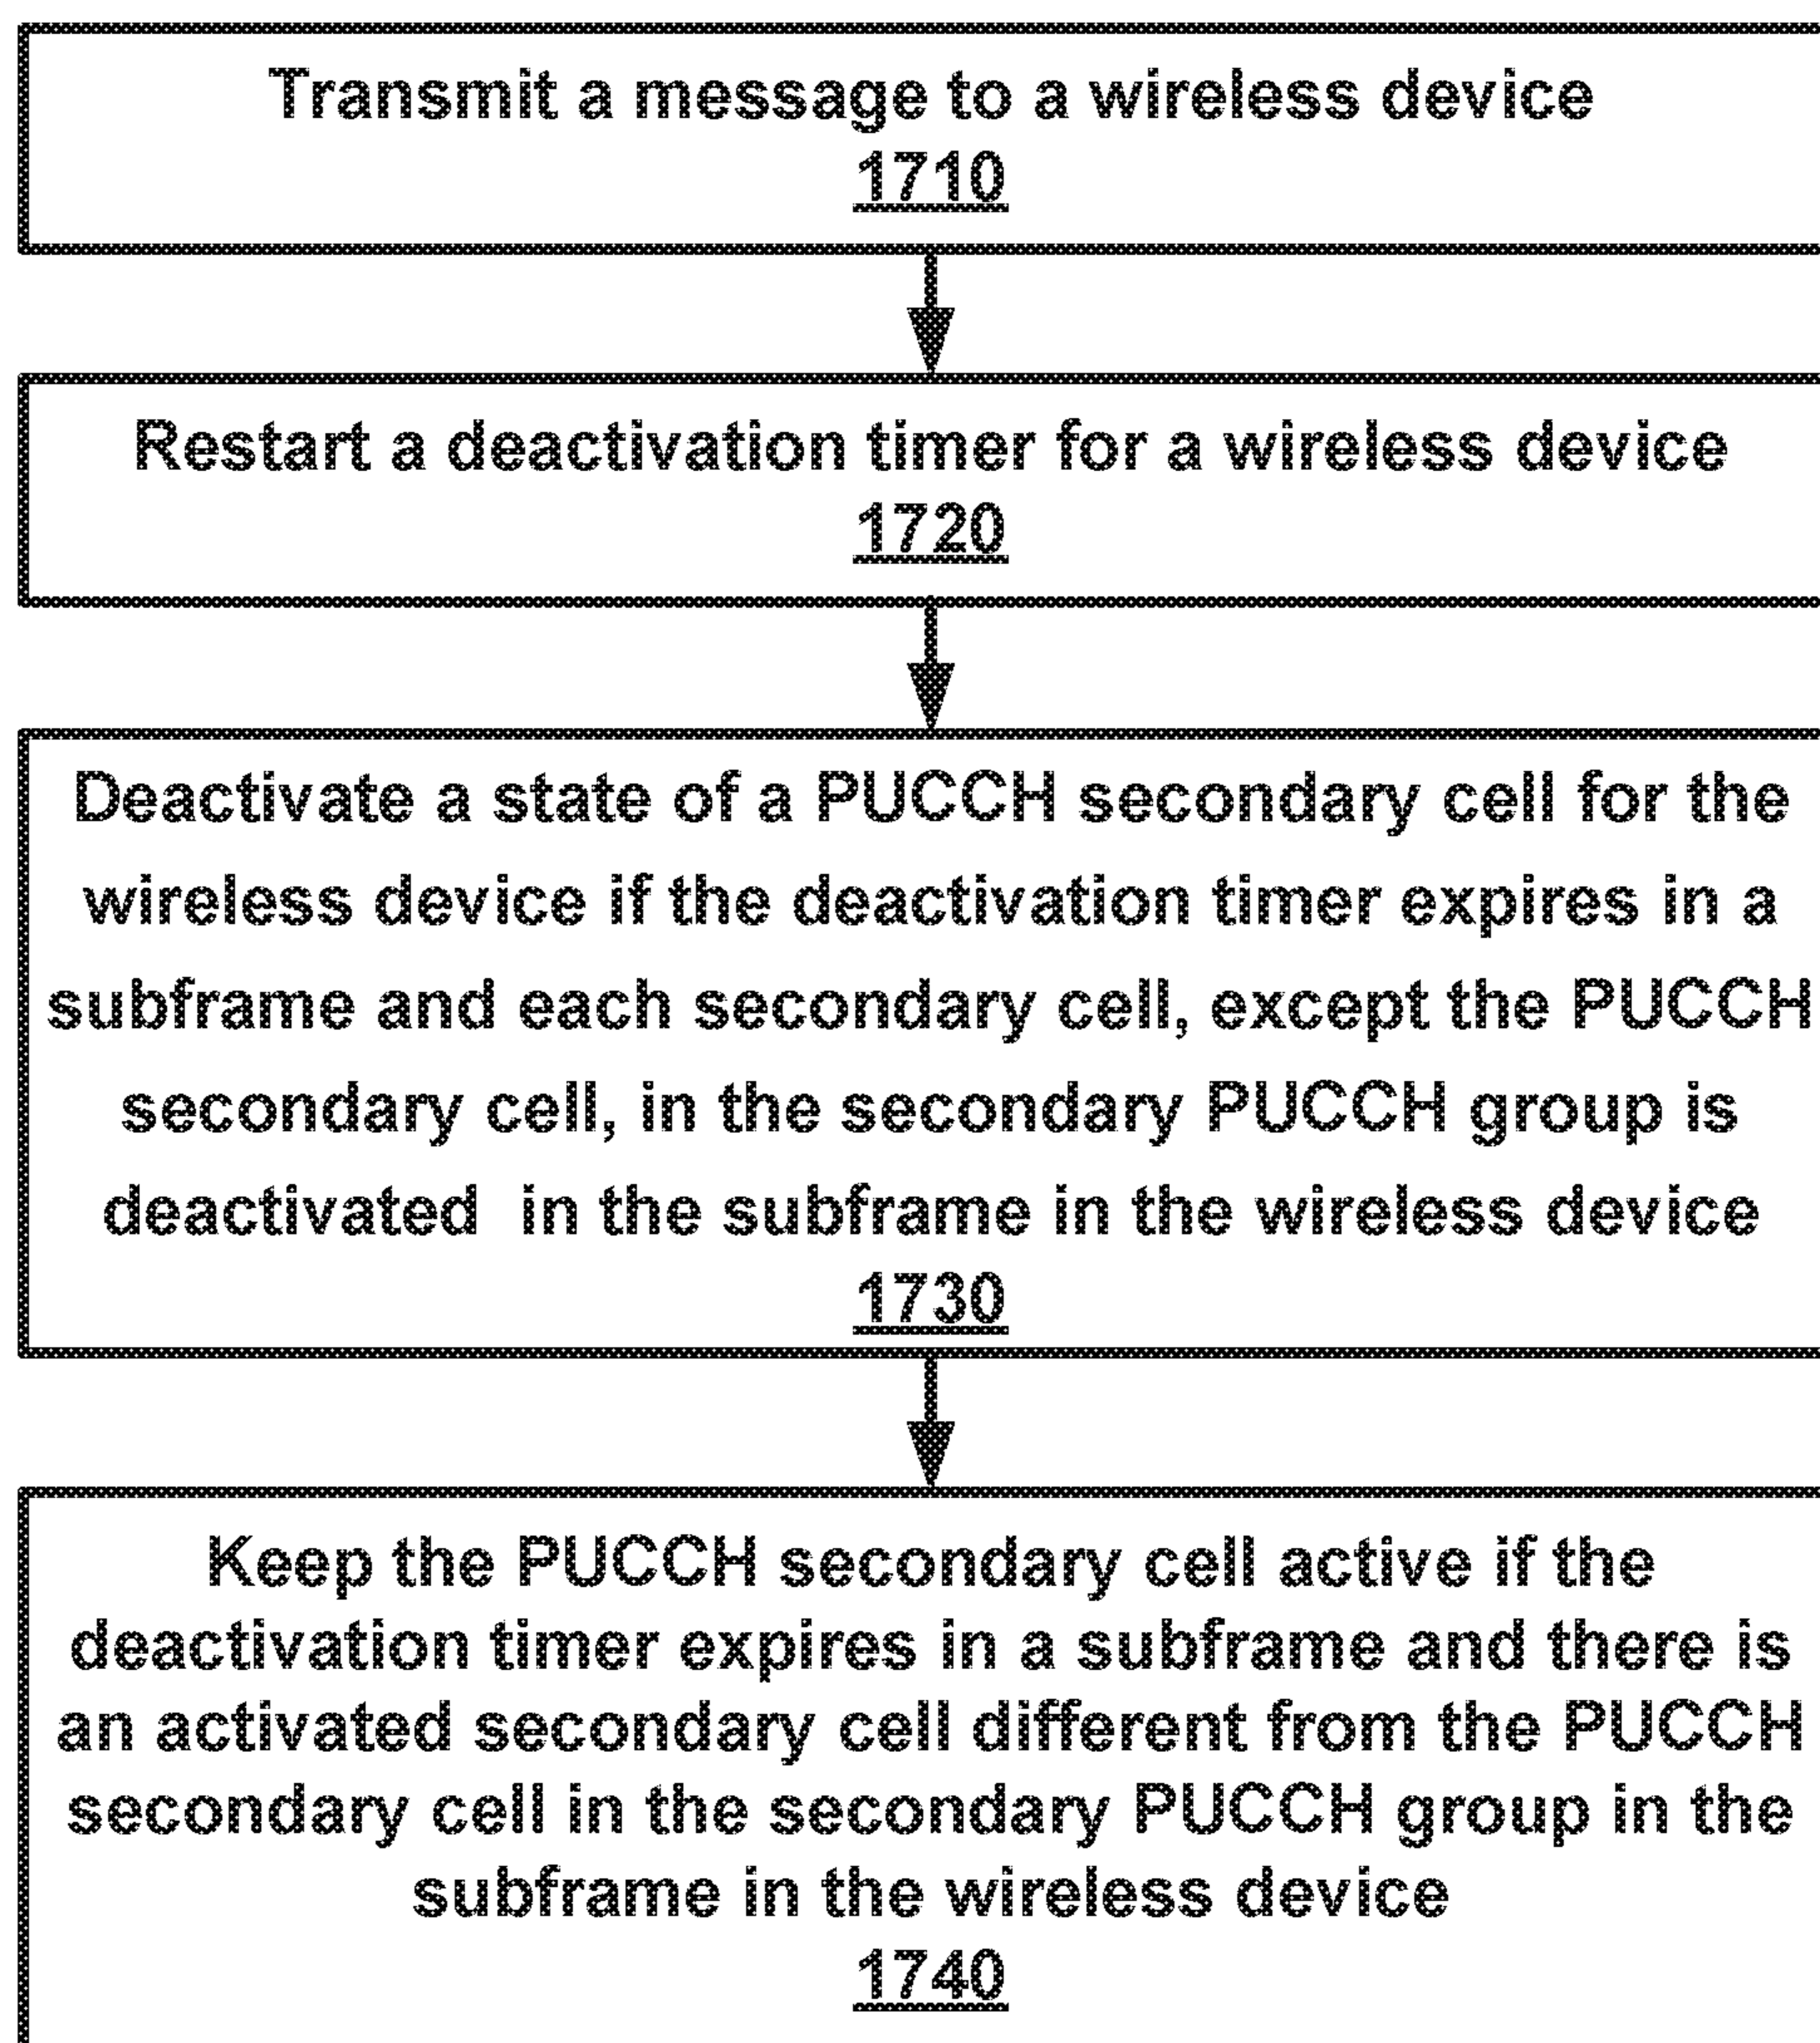 Transmit a message to a wireless device
1710
Restart a deactivation timer for a wireless device
1720
Deactivate a state of a PUCCH secondary cell for the
wireless device if the deactivation timer expires in a
subframe and each secondary cell, except the PUCCH
secondary cell, in the secondary PUCCH group is
deactivated in the subframe in the wireless device
1730
Keep the PUCCH secondary cell active if the
deactivation timer expires in a subframe and there is
an activated secondary cell different from the PUCCH
secondary cell in the secondary PUCCH group in the
subframe in the wireless device
1740